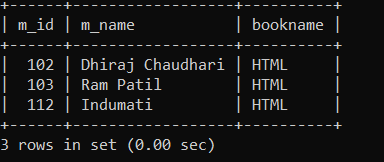 +------+-----------------+----------+
| m_id | m_name          | bookname |
+------+-----------------+----------+
|  102 | Dhiraj Chaudhari | HTML     |
|  103 | Ram Patil       | HTML     |
|  112 | Indumati        | HTML     |
+------+-----------------+----------+
3 rows in set (0.00 sec)